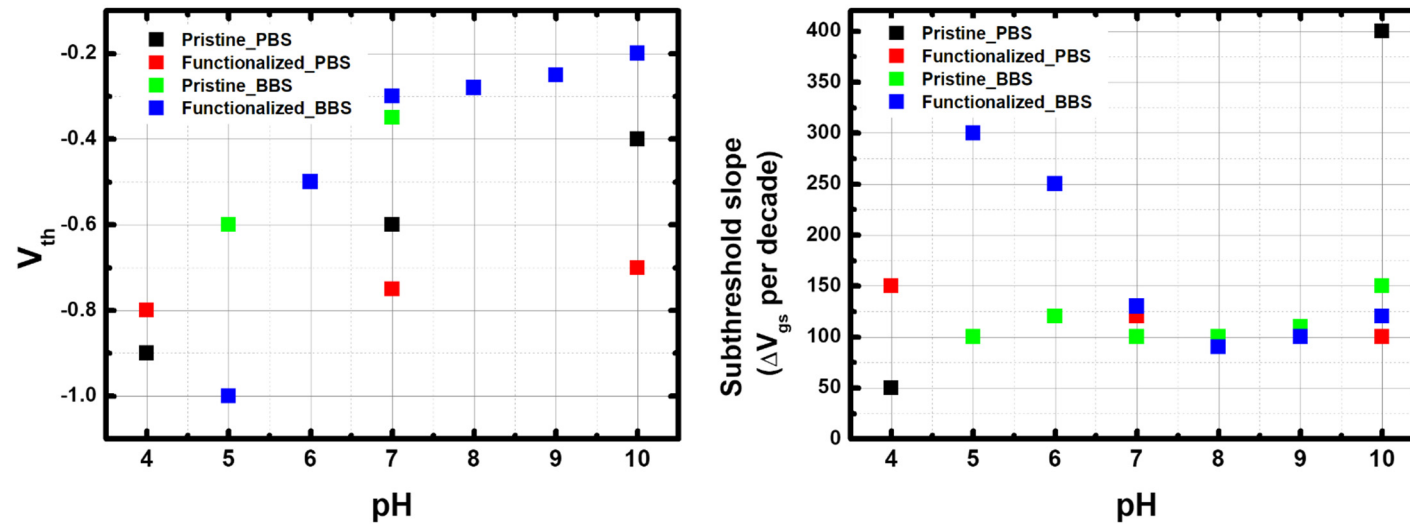 Pristine_PBS
Functionalized_PBS
Pristine_BBS
Functionalized_BBS
-0.2
-0.4
-0.6
-0.8
-1.0
V_th
4 5 6 7 8 9 10
pH
Pristine_PBS
Functionalized_PBS
Pristine_BBS
Functionalized_BBS
400
350
300
250
200
150
100
50
0
Subthreshold slope
(ΔV_gs per decade)
4 5 6 7 8 9 10
pH